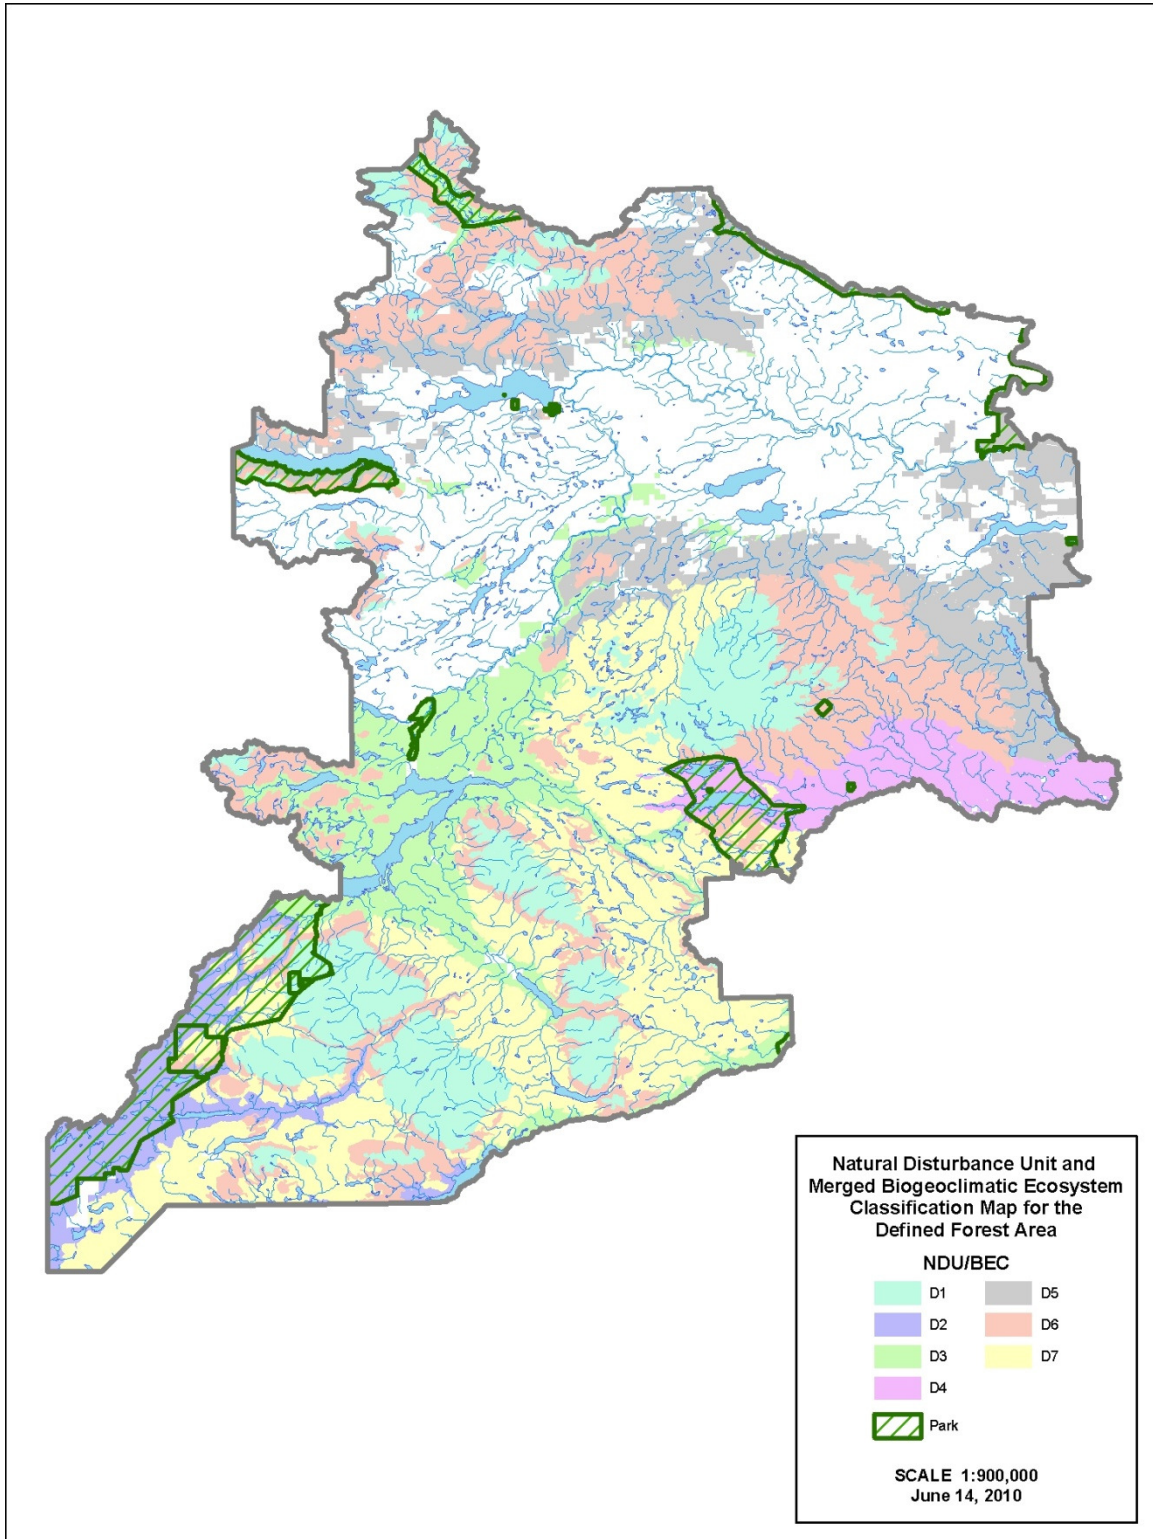 Natural Disturbance Unit and
Merged Biogeoclimatic Ecosystem
Classification Map for the
Defined Forest Area
NDU/BEC
D1
D5
D2
D6
D3
D7
D4
Park
SCALE 1:900,000
June 14, 2010